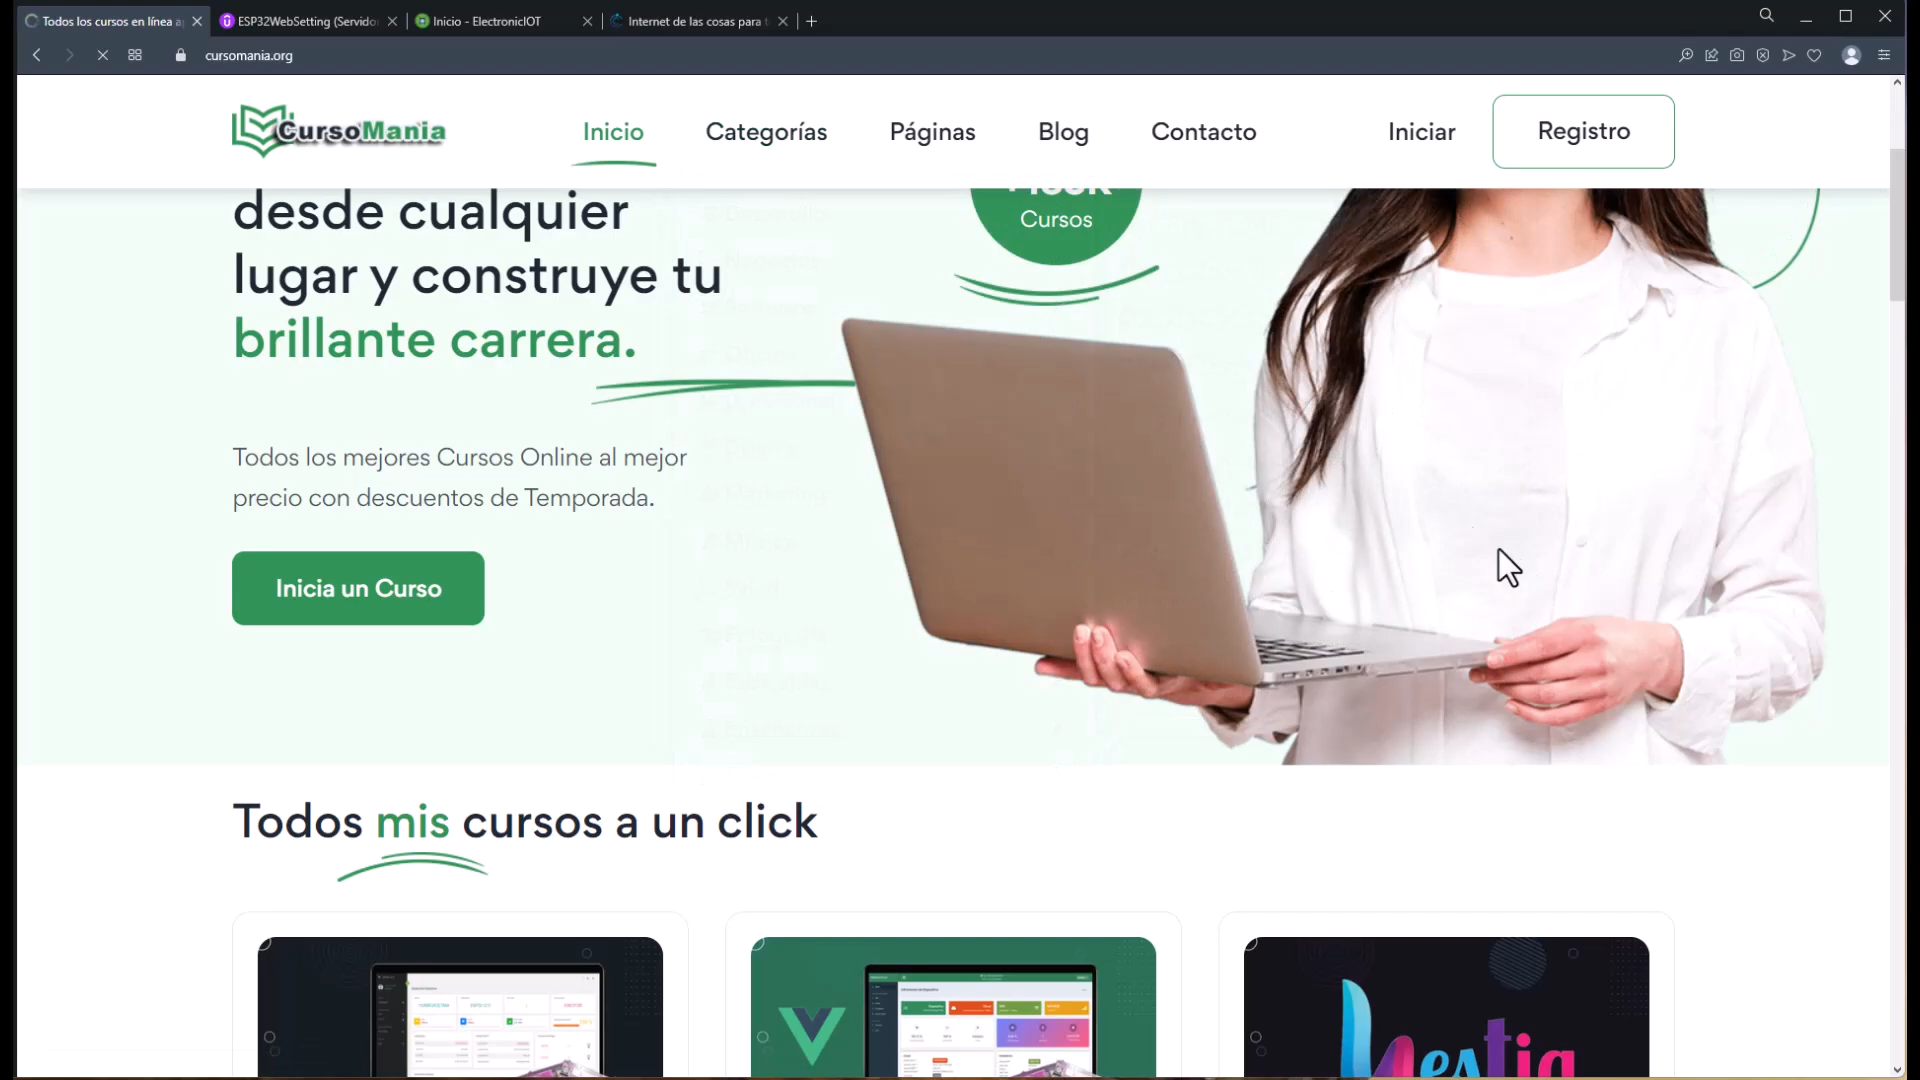 Todos los cursos en línea a
ESP32WebSetting (Servido
Inicio - ElectronicIOT
Internet de las cosas para t
cursomania.org
CursoMania
Inicio
Categorías
Páginas
Blog
Contacto
Iniciar
Registro
desde cualquier
lugar y construye tu
brillante carrera.
Cursos
Todos los mejores Cursos Online al mejor
precio con descuentos de Temporada.
Inicia un Curso
Todos mis cursos a un click
Hestia